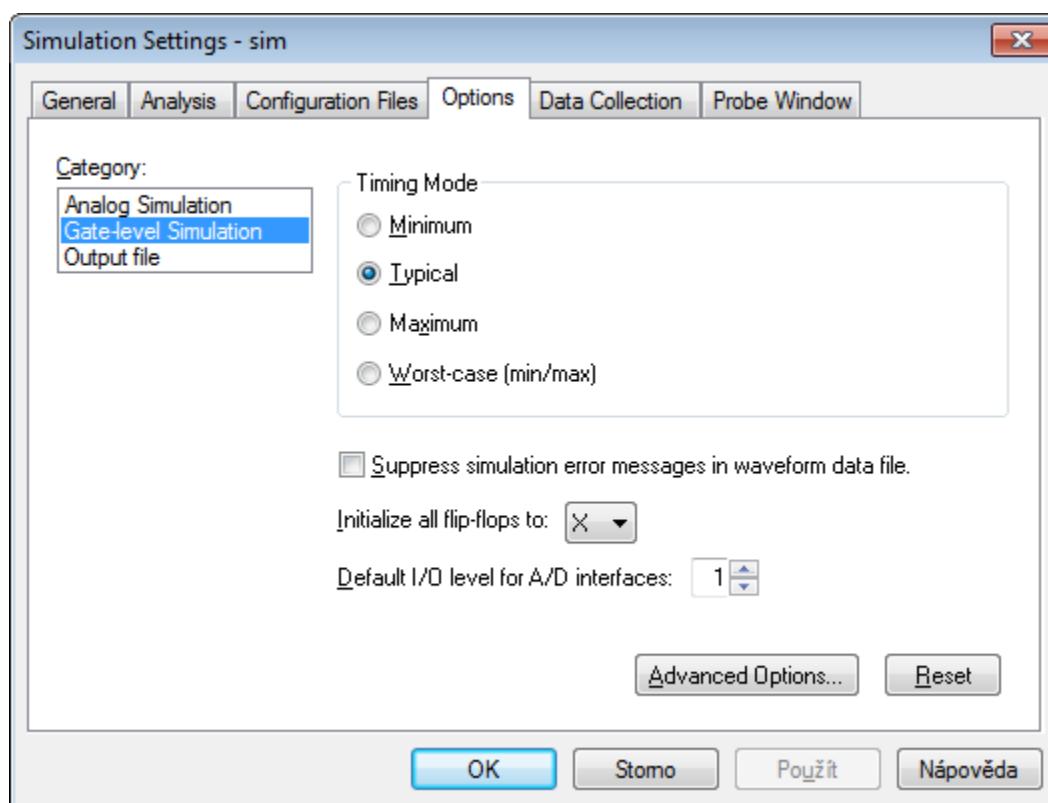 Simulation Settings - sim
General Analysis Configuration Files Options Data Collection Probe Window
Category:
Analog Simulation
Gate-level Simulation
Output file
Timing Mode
Minimum
Typical
Maximum
Worst-case (min/max)
Suppress simulation error messages in waveform data file.
Initialize all flip-flops to: X
Default I/O level for A/D interfaces: 1
Advanced Options... Reset
OK Storno Použít Nápověda